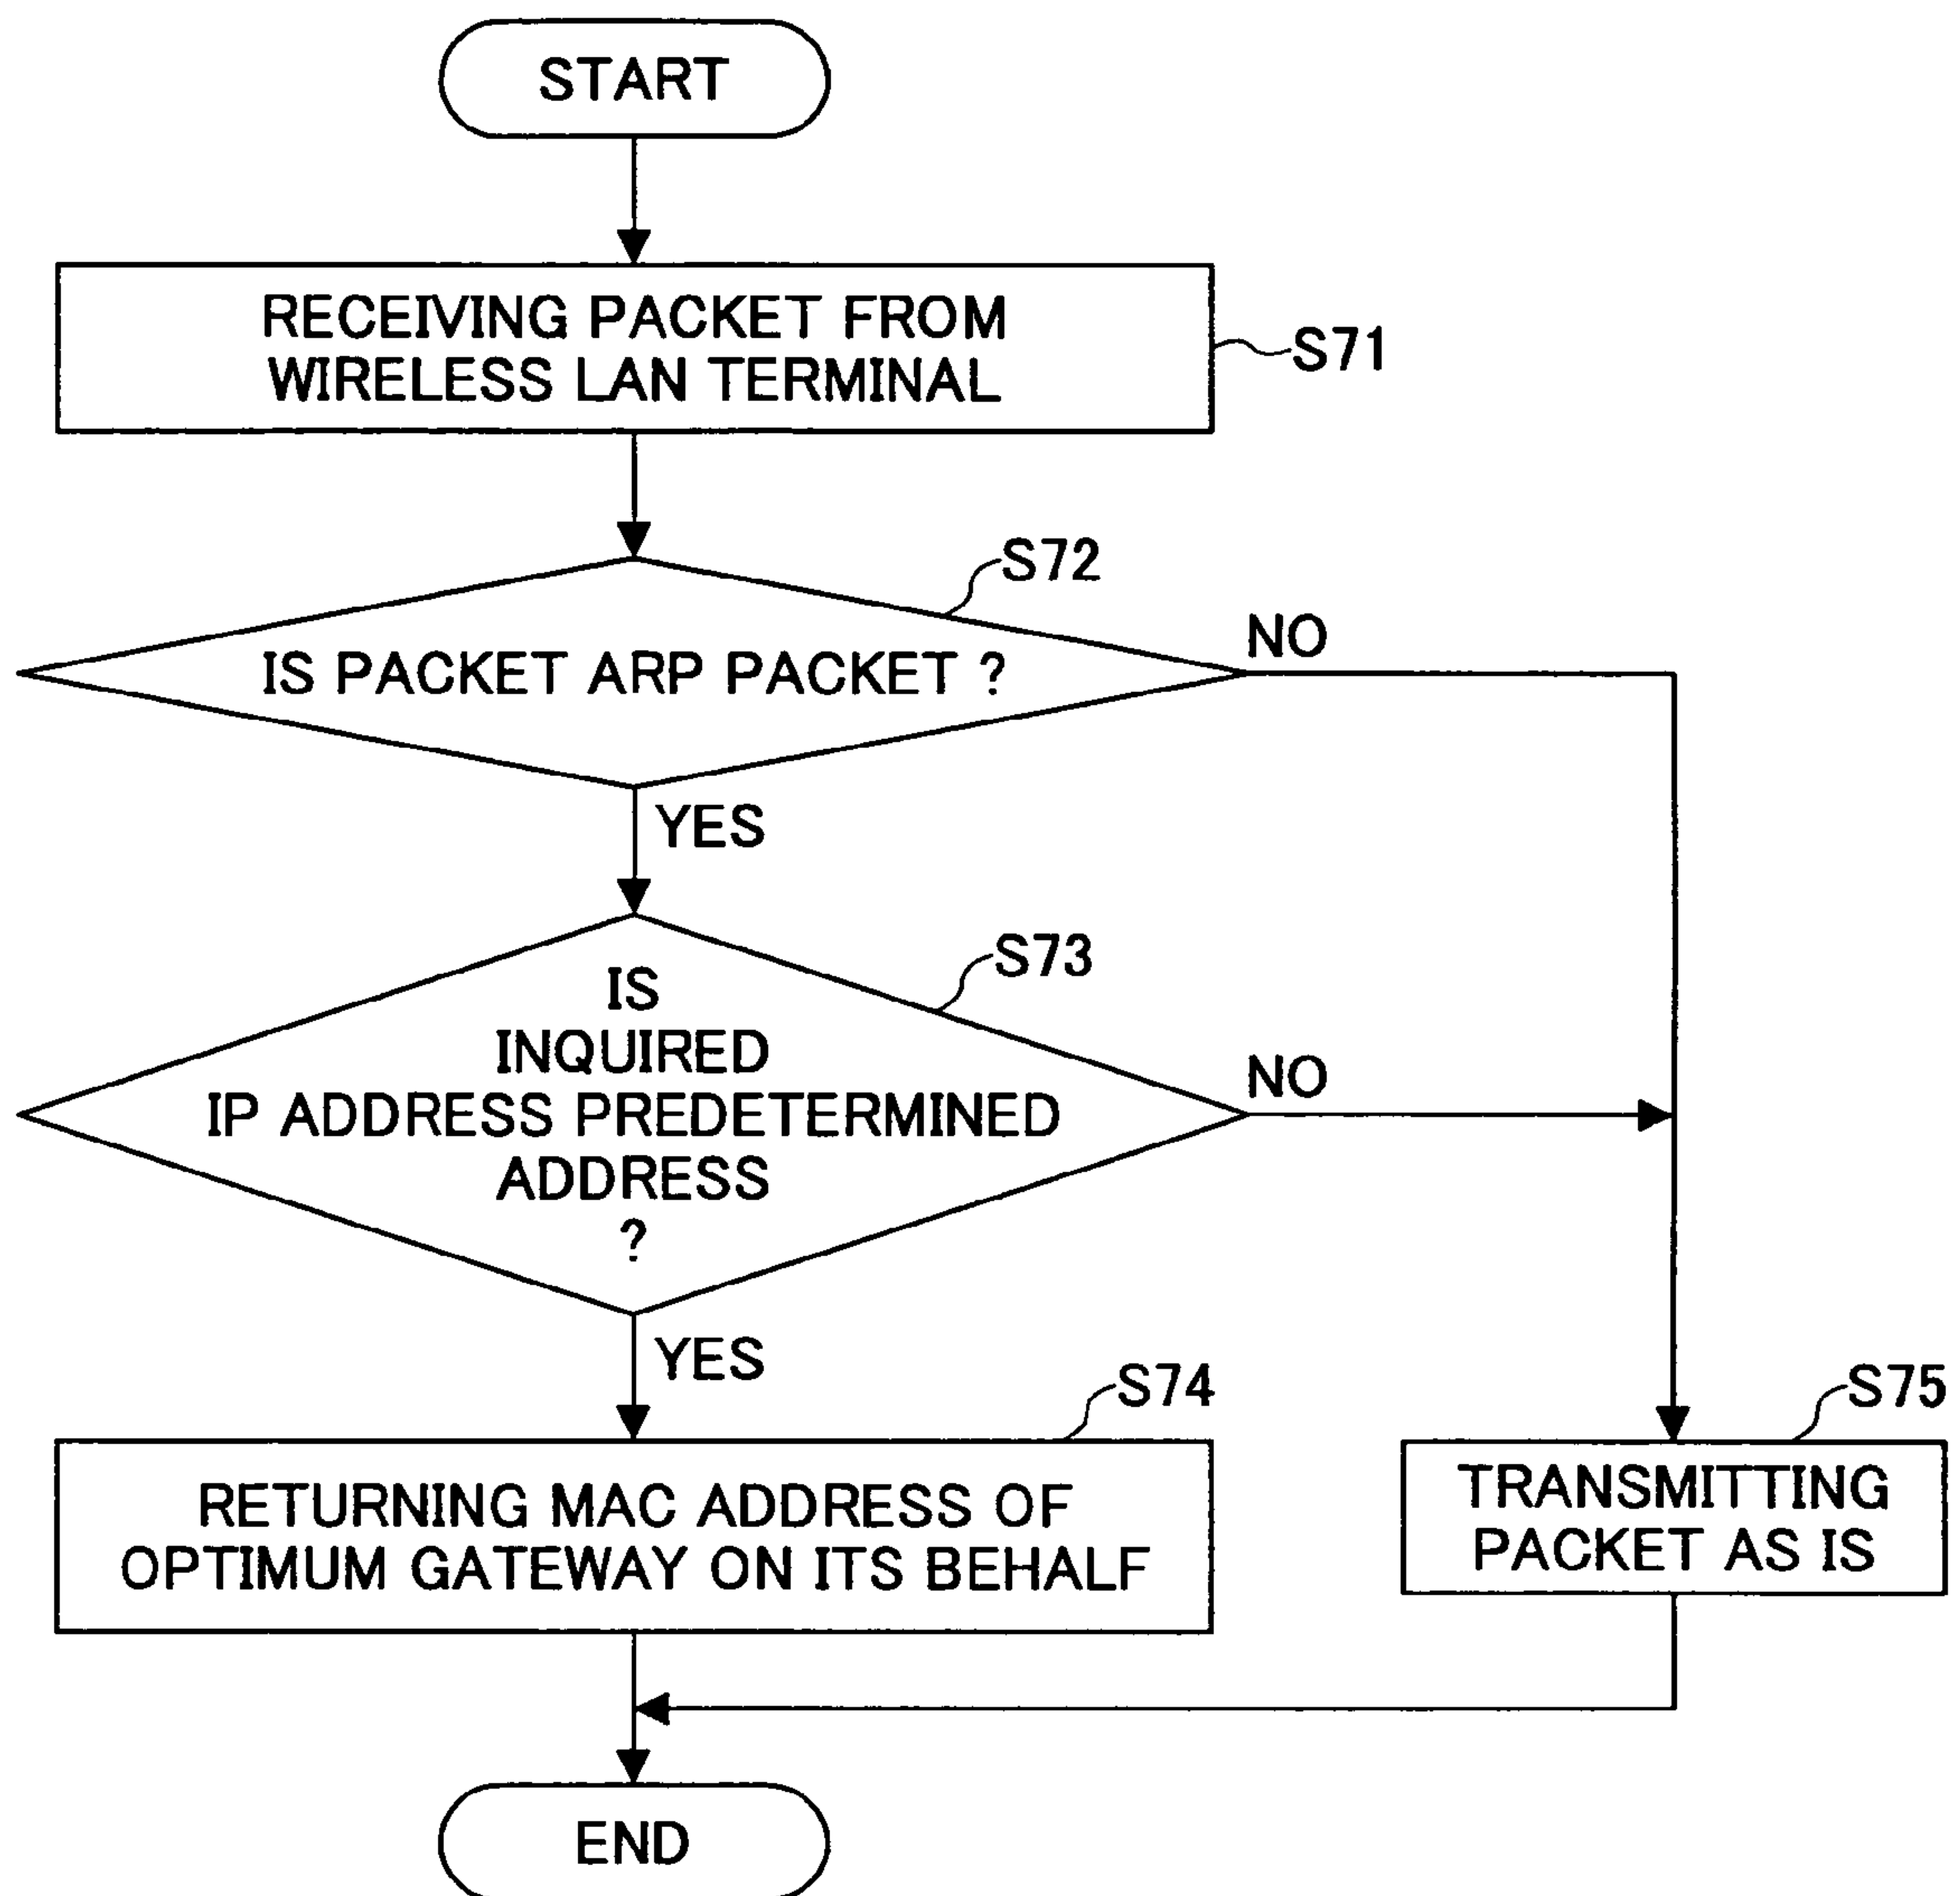 START
RECEIVING PACKET FROM
WIRELESS LAN TERMINAL
S71
S72
IS PACKET ARP PACKET ?
NO
YES
S73
IS
INQUIRED
IP ADDRESS PREDETERMINED
ADDRESS
?
NO
YES
S74
RETURNING MAC ADDRESS OF
OPTIMUM GATEWAY ON ITS BEHALF
S75
TRANSMITTING
PACKET AS IS
END